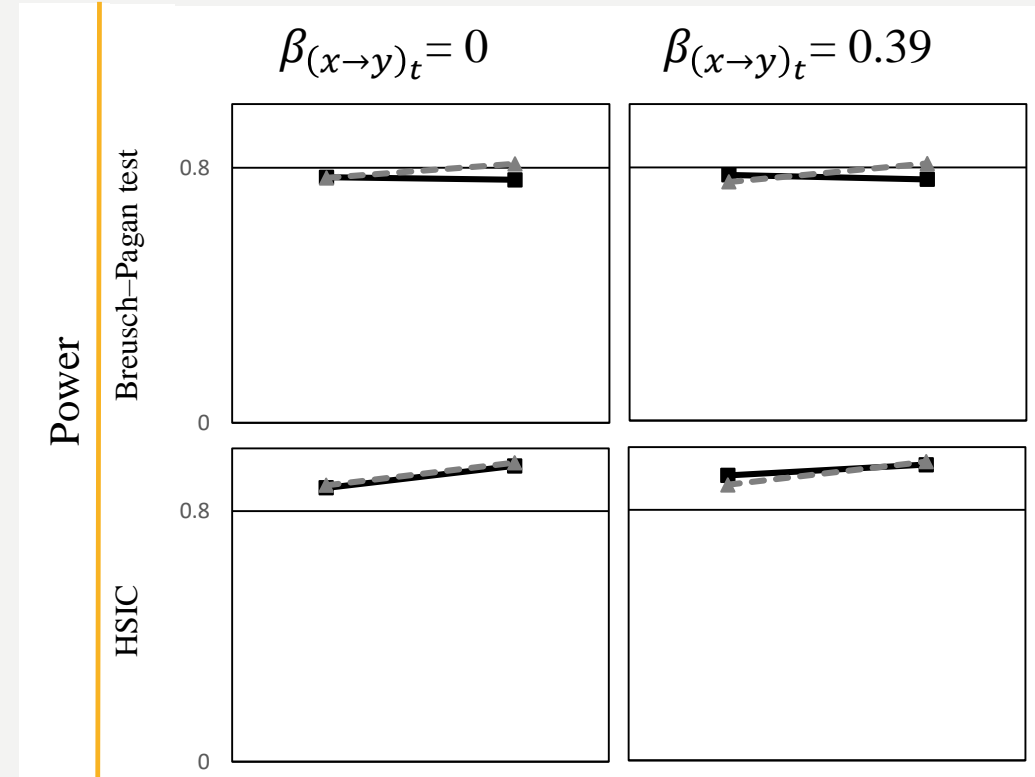 β(x→y)t = 0
β(x→y)t = 0.39
Power
Breusch–Pagan test
0.8
0
HSIC
0.8
0